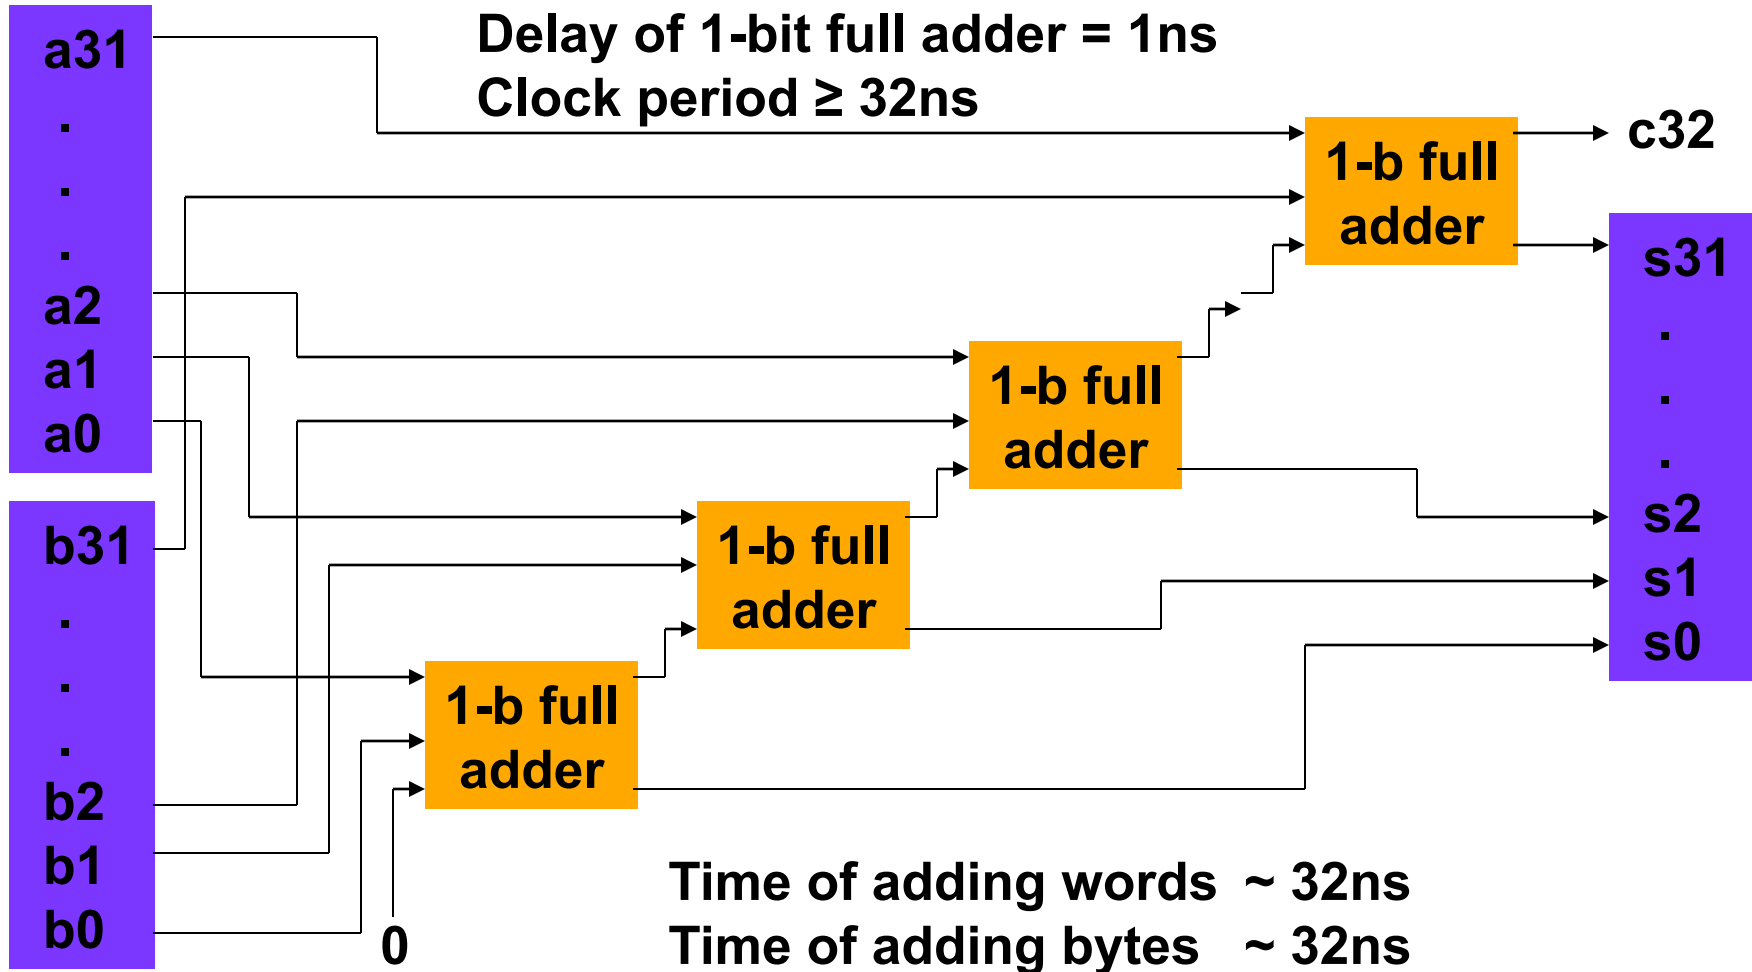 Delay of 1-bit full adder = 1ns
Clock period ≥ 32ns
a31
.
.
.
a2
a1
a0
b31
.
.
.
b2
b1
b0
0
1-b full
adder
1-b full
adder
1-b full
adder
1-b full
adder
c32
s31
.
.
.
s2
s1
s0
Time of adding words ~ 32ns
Time of adding bytes ~ 32ns